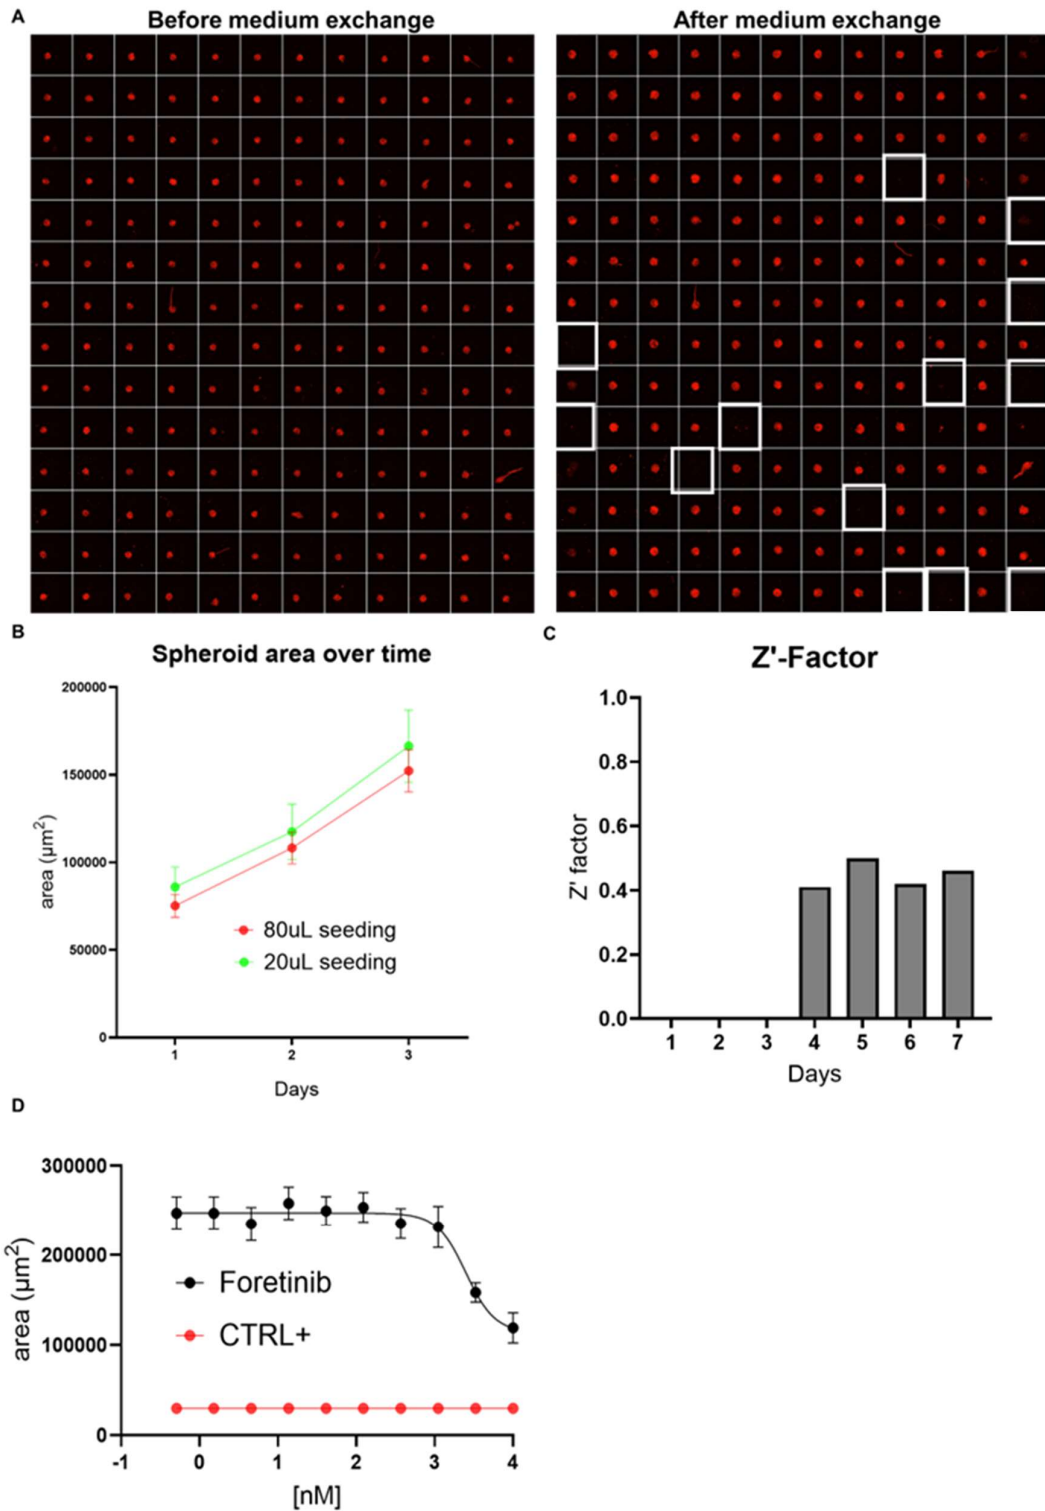 A
Before medium exchange
After medium exchange
B
Spheroid area over time
200000
150000
100000
50000
0
area (µm²)
80uL seeding
20uL seeding
1 2 3
Days
C
Z'-Factor
1.0
0.8
0.6
0.4
0.2
0.0
Z' factor
1 2 3 4 5 6 7
Days
D
300000
200000
100000
0
area (µm²)
Foretinib
CTRL+
-1 0 1 2 3 4
[nM]